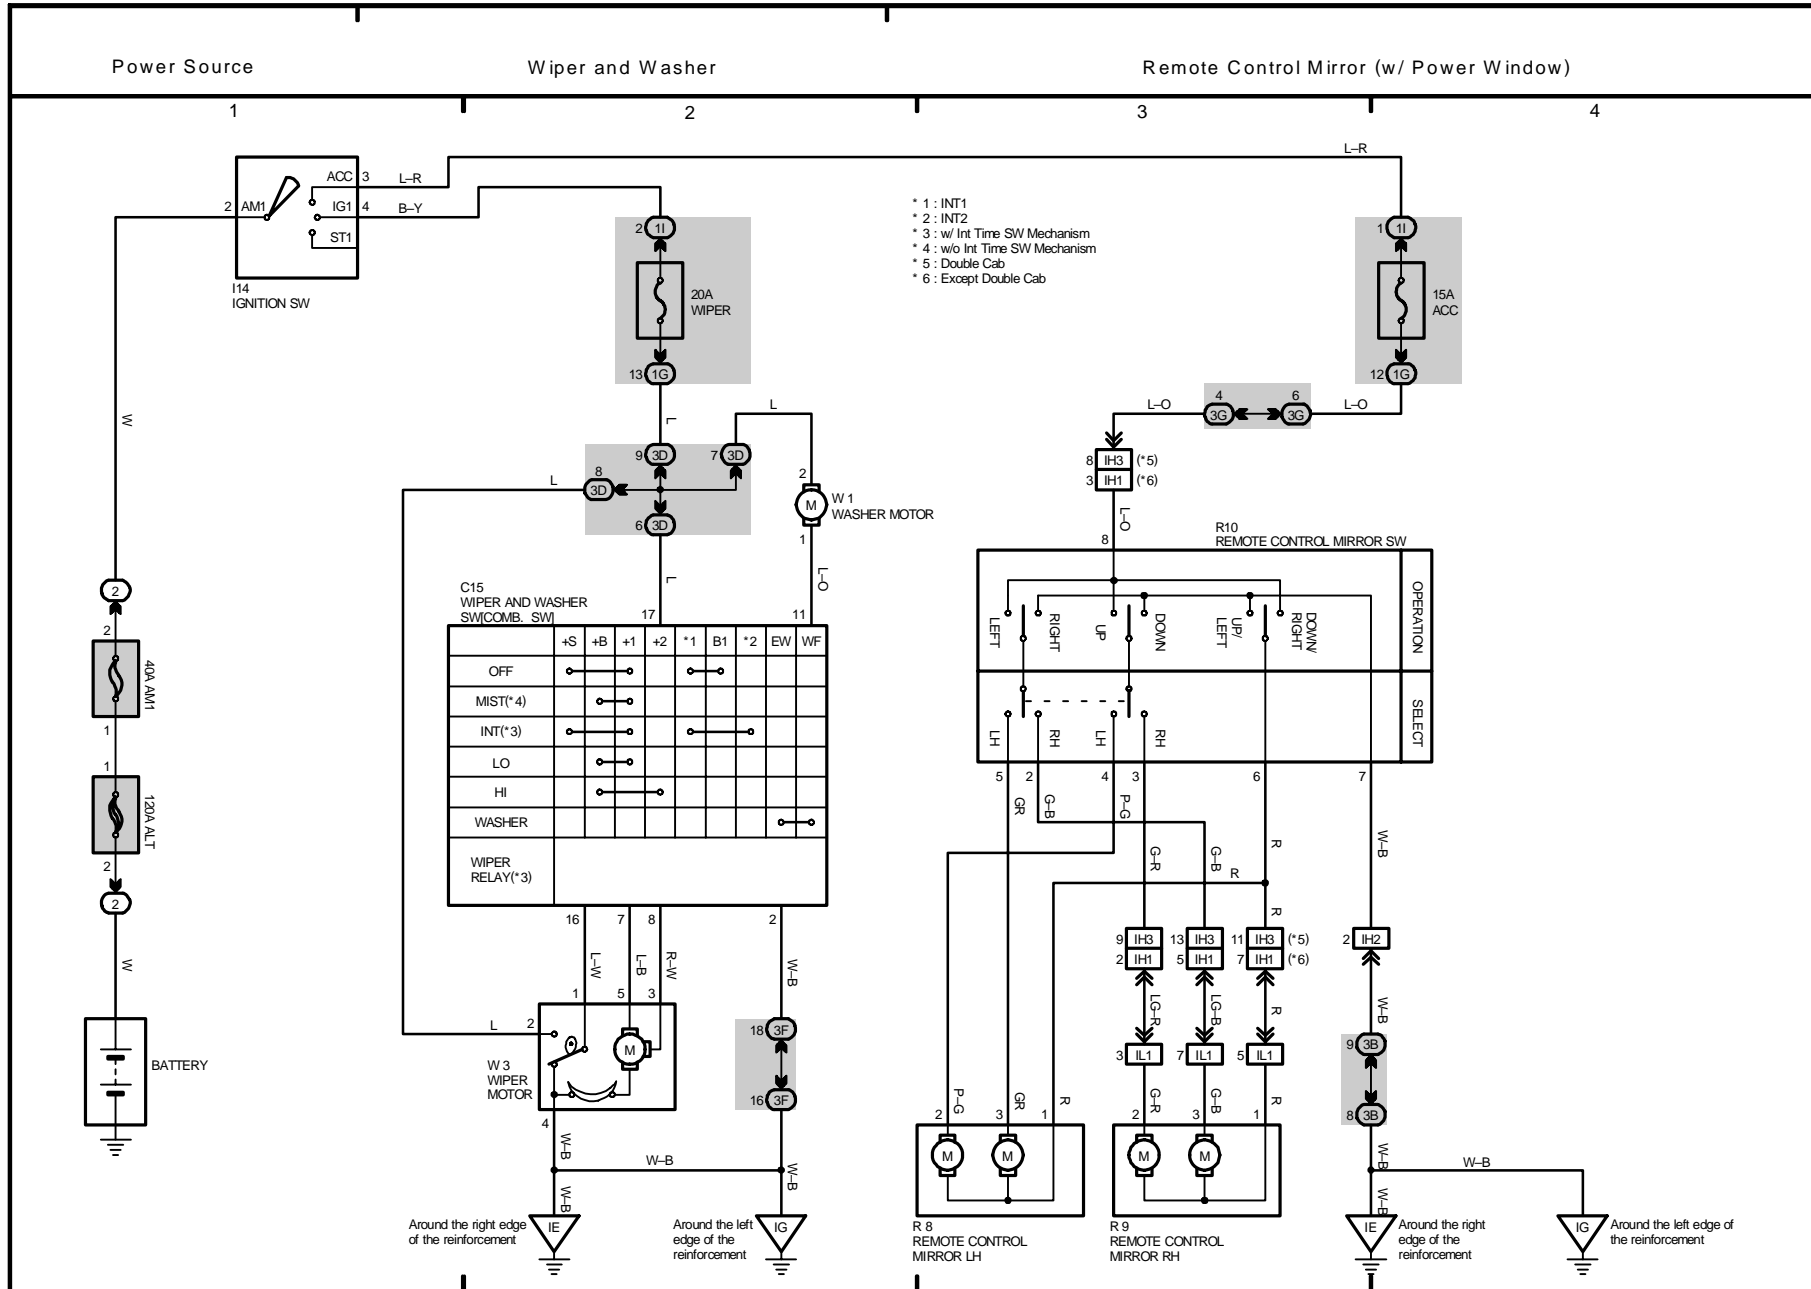 Power Source
Wiper and Washer
Remote Control Mirror (w/ Power Window)
1
2
3
4
L–R
ACC
3
L–R
2
AM1
IG1
4
B–Y
ST1
I14
IGNITION SW
* 1 : INT1
* 2 : INT2
* 3 : w/ Int Time SW Mechanism
* 4 : w/o Int Time SW Mechanism
* 5 : Double Cab
* 6 : Except Double Cab
2
1I
20A
WIPER
13
1G
1
1I
15A
ACC
12
1G
W
L
L
9
3D
7
3D
8
3D
L
6
3D
2
M
W 1
WASHER MOTOR
1
L
L–O
L–O
4
3G
6
3G
L–O
8
IH3
(*5)
3
IH1
(*6)
L–O
8
R10
REMOTE CONTROL MIRROR SW
OPERATION
LEFT
RIGHT
UP
DOWN
UP/
LEFT
DOWN/
RIGHT
SELECT
LH
RH
LH
RH
5
2
4
3
6
7
GR
G–B
P–G
G–R
G–B
R
R
R
W–B
2
2
40A AM1
1
1
120A ALT
2
2
W
BATTERY
C15
WIPER AND WASHER
SW[COMB. SW]
17
11
+S
+B
+1
+2
*1
B1
*2
EW
WF
OFF
MIST(*4)
INT(*3)
LO
HI
WASHER
WIPER
RELAY(*3)
16
7
8
2
L–W
L–B
R–W
W–B
1
5
3
L
2
M
W 3
WIPER
MOTOR
4
18
3F
16
3F
W–B
W–B
W–B
W–B
Around the right edge
of the reinforcement
IE
Around the left
edge of the
reinforcement
IG
9
IH3
13
IH3
11
IH3
(*5)
2
IH1
5
IH1
7
IH1
(*6)
2
IH2
LG–R
LG–B
R
W–B
3
IL1
7
IL1
5
IL1
9
3B
8
3B
P–G
GR
R
G–R
G–B
R
2
3
1
2
3
1
M
M
M
M
R 8
REMOTE CONTROL
MIRROR LH
R 9
REMOTE CONTROL
MIRROR RH
W–B
W–B
W–B
IE
Around the right
edge of the
reinforcement
IG
Around the left edge of
the reinforcement